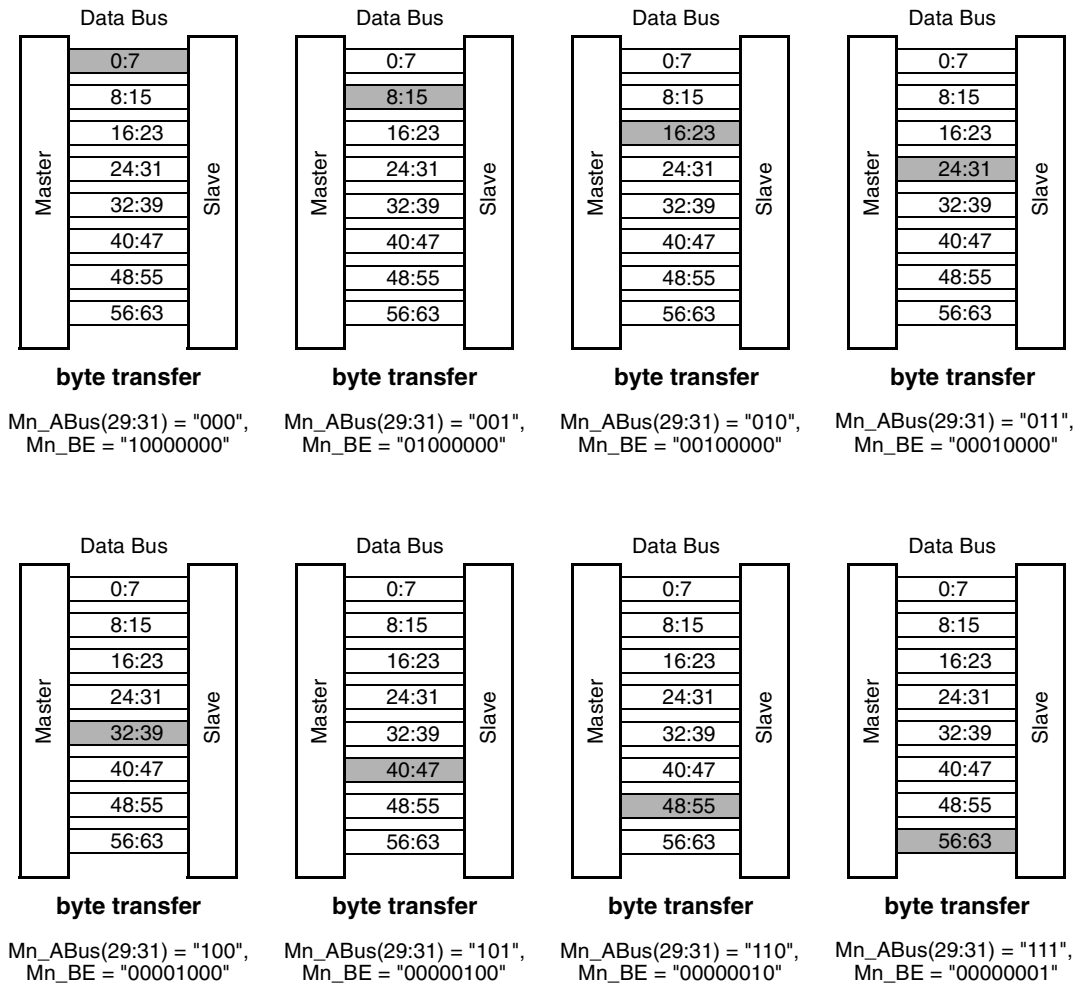 Data Bus
Master
0:7
8:15
16:23
24:31
32:39
40:47
48:55
56:63
Slave
byte transfer
Mn_ABus(29:31) = "000",
Mn_BE = "10000000"
Data Bus
Master
0:7
8:15
16:23
24:31
32:39
40:47
48:55
56:63
Slave
byte transfer
Mn_ABus(29:31) = "001",
Mn_BE = "01000000"
Data Bus
Master
0:7
8:15
16:23
24:31
32:39
40:47
48:55
56:63
Slave
byte transfer
Mn_ABus(29:31) = "010",
Mn_BE = "00100000"
Data Bus
Master
0:7
8:15
16:23
24:31
32:39
40:47
48:55
56:63
Slave
byte transfer
Mn_ABus(29:31) = "011",
Mn_BE = "00010000"
Data Bus
Master
0:7
8:15
16:23
24:31
32:39
40:47
48:55
56:63
Slave
byte transfer
Mn_ABus(29:31) = "100",
Mn_BE = "00001000"
Data Bus
Master
0:7
8:15
16:23
24:31
32:39
40:47
48:55
56:63
Slave
byte transfer
Mn_ABus(29:31) = "101",
Mn_BE = "00000100"
Data Bus
Master
0:7
8:15
16:23
24:31
32:39
40:47
48:55
56:63
Slave
byte transfer
Mn_ABus(29:31) = "110",
Mn_BE = "00000010"
Data Bus
Master
0:7
8:15
16:23
24:31
32:39
40:47
48:55
56:63
Slave
byte transfer
Mn_ABus(29:31) = "111",
Mn_BE = "00000001"